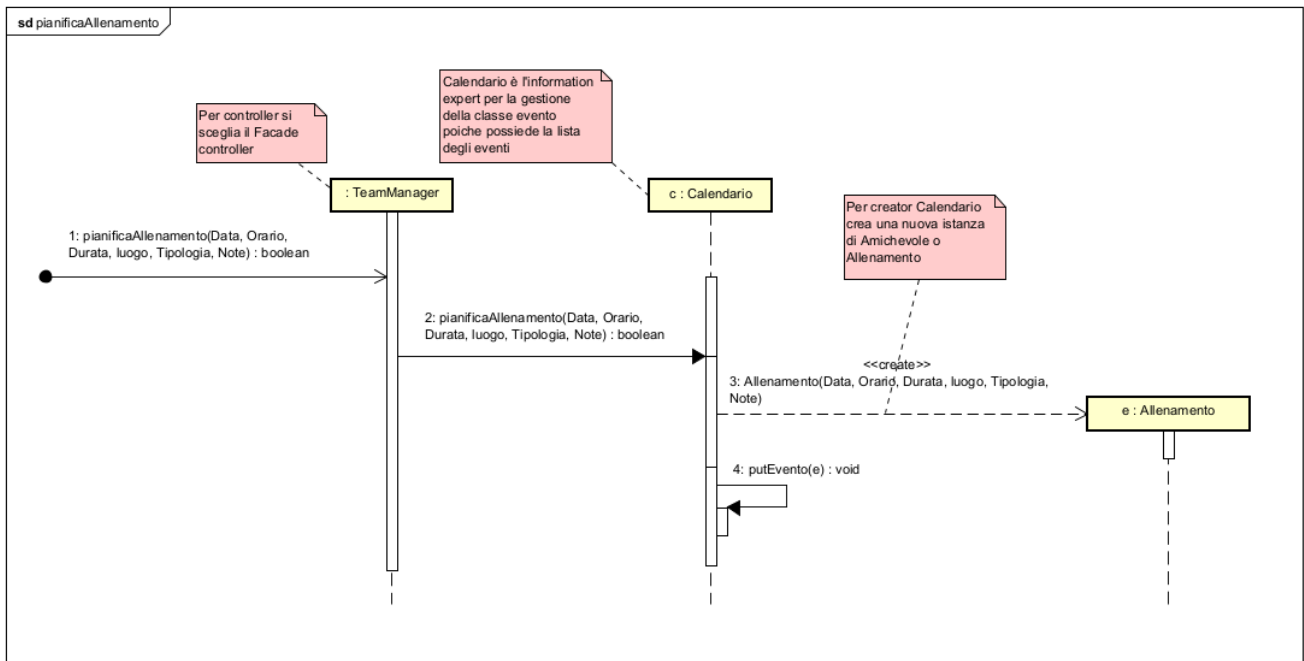 sd pianificaAllenamento
Per controller si
sceglia il Facade
controller
Calendario è l'information
expert per la gestione
della classe evento
poiche possiede la lista
degli eventi
: TeamManager
c : Calendario
Per creator Calendario
crea una nuova istanza
di Amichevole o
Allenamento
1: pianificaAllenamento(Data, Orario,
Durata, luogo, Tipologia, Note) : boolean
2: pianificaAllenamento(Data, Orario,
Durata, luogo, Tipologia, Note) : boolean
<<create>>
3: Allenamento(Data, Orario, Durata, luogo, Tipologia,
Note)
e : Allenamento
4: putEvento(e) : void